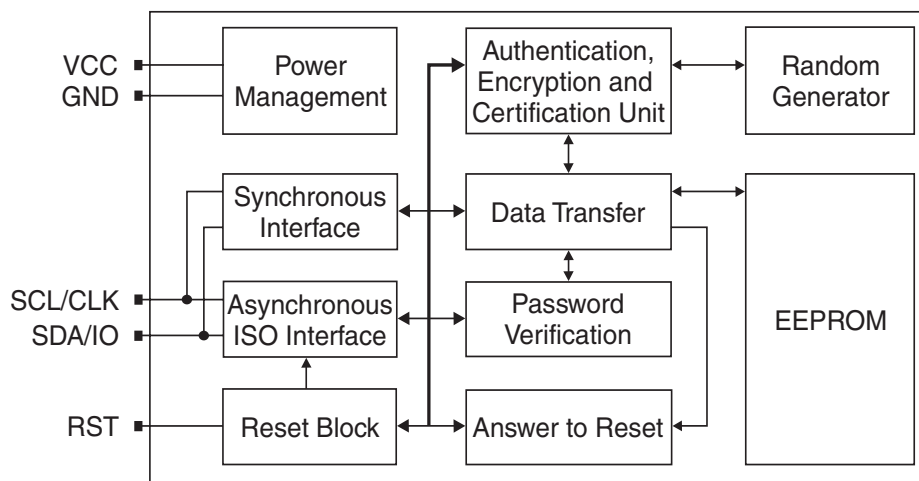 VCC
GND
Power
Management
Authentication,
Encryption and
Certification Unit
Random
Generator
Synchronous
Interface
Data Transfer
EEPROM
SCL/CLK
SDA/IO
Asynchronous
ISO Interface
Password
Verification
RST
Reset Block
Answer to Reset